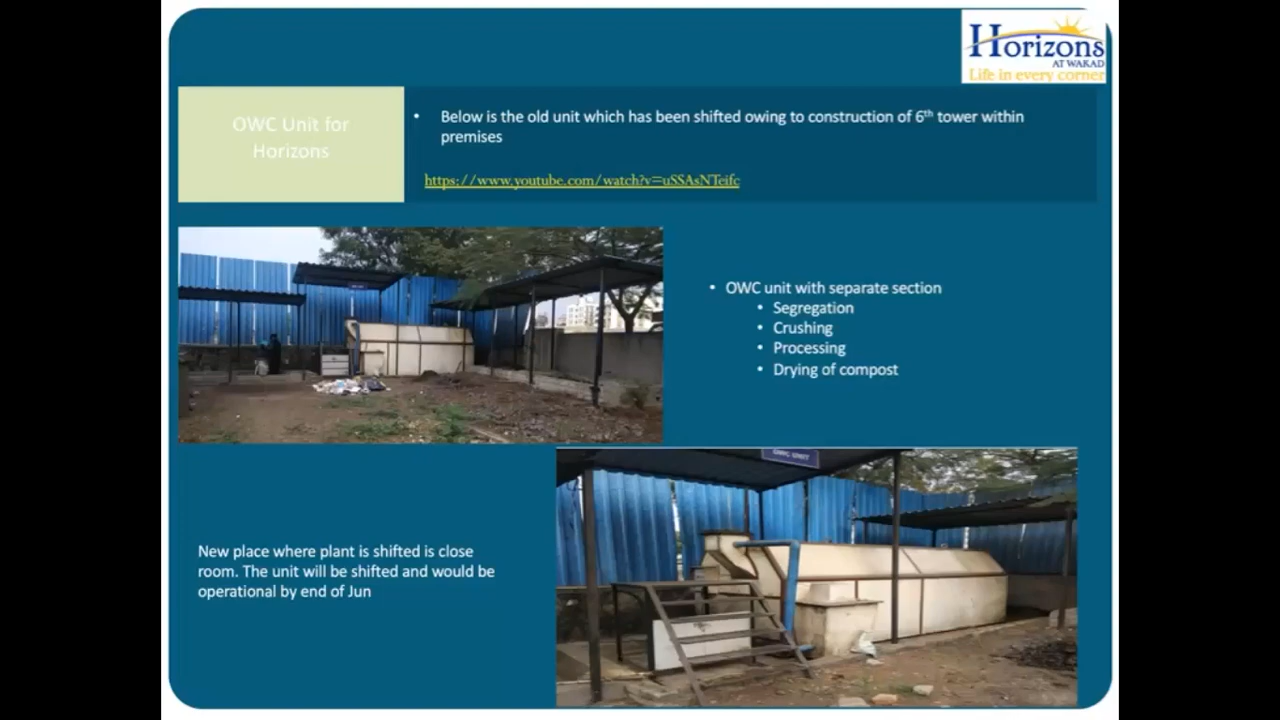 Horizons
AT WAKAD
Life in every corner
OWC Unit for
Horizons
• Below is the old unit which has been shifted owing to construction of 6th tower within
premises
https://www.youtube.com/watch?v=uSSAsNTeifc
• OWC unit with separate section
• Segregation
• Crushing
• Processing
• Drying of compost
OWC UNIT
New place where plant is shifted is close
room. The unit will be shifted and would be
operational by end of Jun